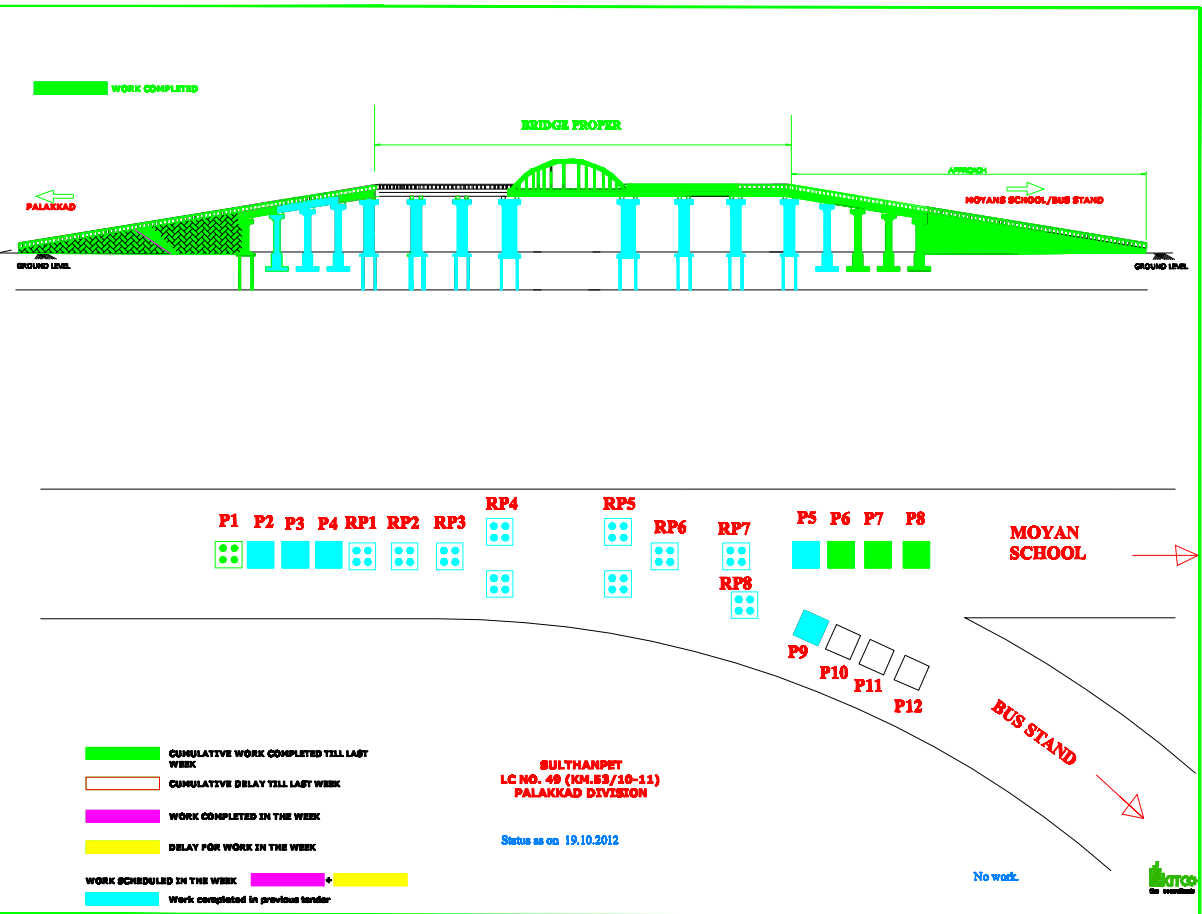 WORK COMPLETED
BRIDGE PROPER
APPROACH
PALAKKAD
MOYANS SCHOOL/BUS STAND
GROUND LEVEL
GROUND LEVEL
RP4
RP5
P1 P2 P3 P4 RP1 RP2 RP3
RP6
RP7
P5 P6 P7 P8
MOYAN
SCHOOL
RP8
P9
P10
P11
P12
BUS STAND
CUMULATIVE WORK COMPLETED TILL LAST
WEEK
CUMULATIVE DELAY TILL LAST WEEK
WORK COMPLETED IN THE WEEK
DELAY FOR WORK IN THE WEEK
WORK SCHEDULED IN THE WEEK +
Work completed in previous tender
SULTHANPET
LC NO. 49 (KM.53/10-11)
PALAKKAD DIVISION
Status as on 19.10.2012
No work.
KITCO